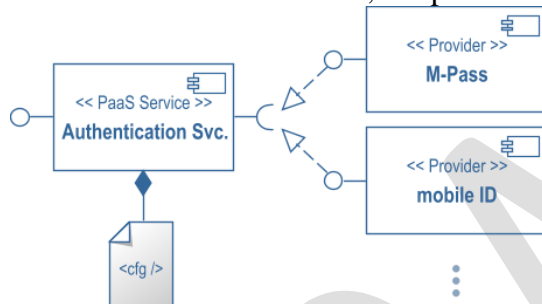 << Provider >>
M-Pass
<< PaaS Service >>
Authentication Svc.
<< Provider >>
mobile ID
<cfg />